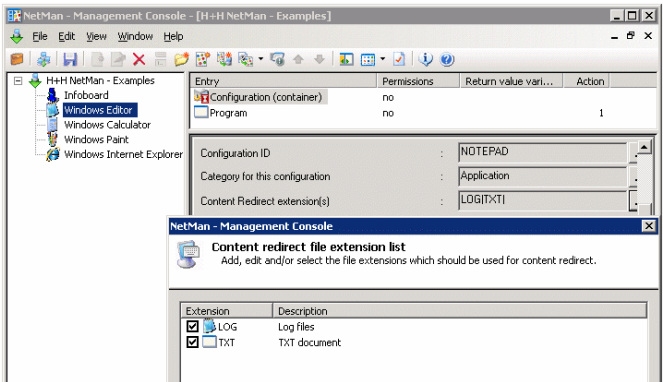 NetMan - Management Console - [H+H NetMan - Examples]
File Edit View Window Help
H+H NetMan - Examples
Infoboard
Windows Editor
Windows Calculator
Windows Paint
Windows Internet Explorer
Entry Permissions Return value vari... Action
Configuration (container) no
Program no 1
Configuration ID : NOTEPAD
Category for this configuration : Application
Content Redirect extension(s) : LOG|TXT|
NetMan - Management Console
Content redirect file extension list
Add, edit and/or select the file extensions which should be used for content redirect.
Extension Description
LOG Log files
TXT TXT document